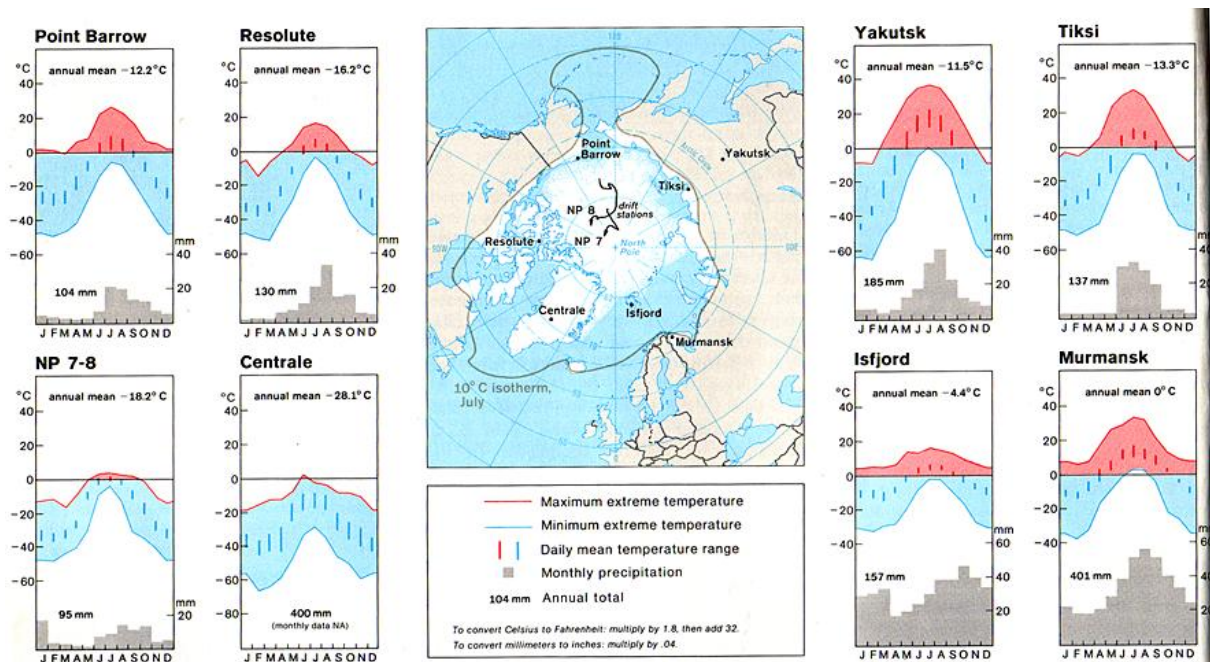 Point Barrow
°C
annual mean −12.2°C
40
20
0
−20
−40
−60
mm
40
20
104 mm
J F M A M J J A S O N D
Resolute
annual mean −16.2°C
mm
40
20
130 mm
J F M A M J J A S O N D
NP 7-8
°C
annual mean −18.2°C
40
20
0
−20
−40
−60
mm
20
95 mm
J F M A M J J A S O N D
Centrale
°C
annual mean −28.1°C
40
20
0
−20
−40
−60
−80
400 mm
(monthly data NA)
J F M A M J J A S O N D
Point
Barrow
Arctic Circle
Yakutsk
Tiksi
NP 8
drift
stations
NP 7
Resolute
North
Pole
90W
90E
Centrale
Isfjord
Murmansk
10°C isotherm,
July
Maximum extreme temperature
Minimum extreme temperature
Daily mean temperature range
Monthly precipitation
104 mm Annual total
To convert Celsius to Fahrenheit: multiply by 1.8, then add 32.
To convert millimeters to inches: multiply by .04.
Yakutsk
°C
annual mean −11.5°C
40
20
0
−20
−40
−60
mm
40
20
185 mm
J F M A M J J A S O N D
Tiksi
°C
annual mean −13.3°C
40
20
0
−20
−40
−60
mm
40
20
137 mm
J F M A M J J A S O N D
Isfjord
°C
annual mean −4.4°C
40
20
0
−20
−40
mm
60
40
20
157 mm
J F M A M J J A S O N D
Murmansk
°C
annual mean 0°C
40
20
0
−20
−40
mm
60
40
20
401 mm
J F M A M J J A S O N D